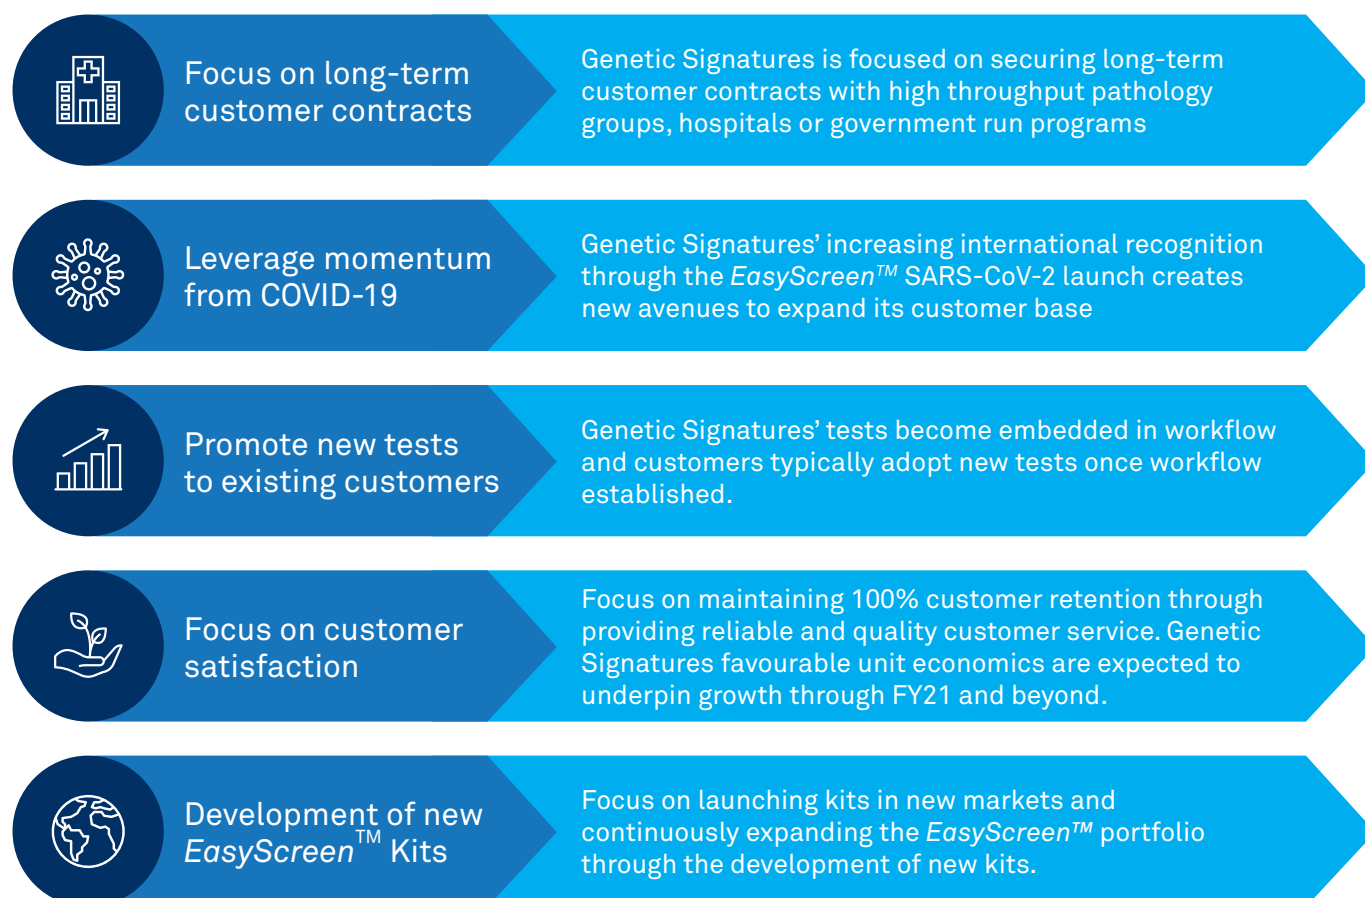 Focus on long-term
customer contracts
Genetic Signatures is focused on securing long-term
customer contracts with high throughput pathology
groups, hospitals or government run programs
Leverage momentum
from COVID-19
Genetic Signatures’ increasing international recognition
through the EasyScreen™ SARS-CoV-2 launch creates
new avenues to expand its customer base
Promote new tests
to existing customers
Genetic Signatures’ tests become embedded in workflow
and customers typically adopt new tests once workflow
established.
Focus on customer
satisfaction
Focus on maintaining 100% customer retention through
providing reliable and quality customer service. Genetic
Signatures favourable unit economics are expected to
underpin growth through FY21 and beyond.
Development of new
EasyScreen™ Kits
Focus on launching kits in new markets and
continuously expanding the EasyScreen™ portfolio
through the development of new kits.